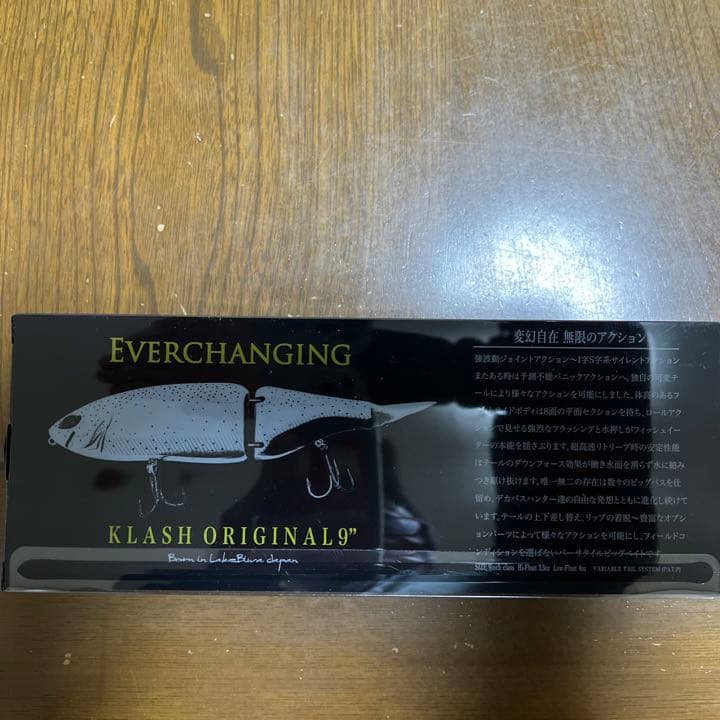 EVERCHANGING
KLASH ORIGINAL 9”
Born in Lake Biwa Japan
変幻自在 無限のアクション
強波動ジョイントアクション〜I字S字系サイレントアクション
またある時は予測不能パニックアクションへ。独自の可変テ
ールにより様々なアクションを可能にしました。体高のあるフ
ドボディは8面の平面セクションを持ち、ロールアク
ンで見せる強烈なフラッシングと水押しがフィッシュイー
ターの本能を揺さぶります。超高速リトリーブ時の安定性能
はテールのダウンフォース効果が働き水面を割らず水に絡み
つき駆け抜けます。唯一無二の存在は数々のビッグバスを仕
留め、デカバスハンター達の自由な発想とともに進化し続けて
います。テールの上下差し替え、リップの着脱〜豊富なオプシ
ョンパーツによって様々なアクションを可能にし、フィールドコ
ンディションを選ばないバーサタイルビッグベイトです。
SIZE 9inch class Hi-Float 3.3oz Low-Float 4oz VARIABLE TAIL SYSTEM (PAT.P)